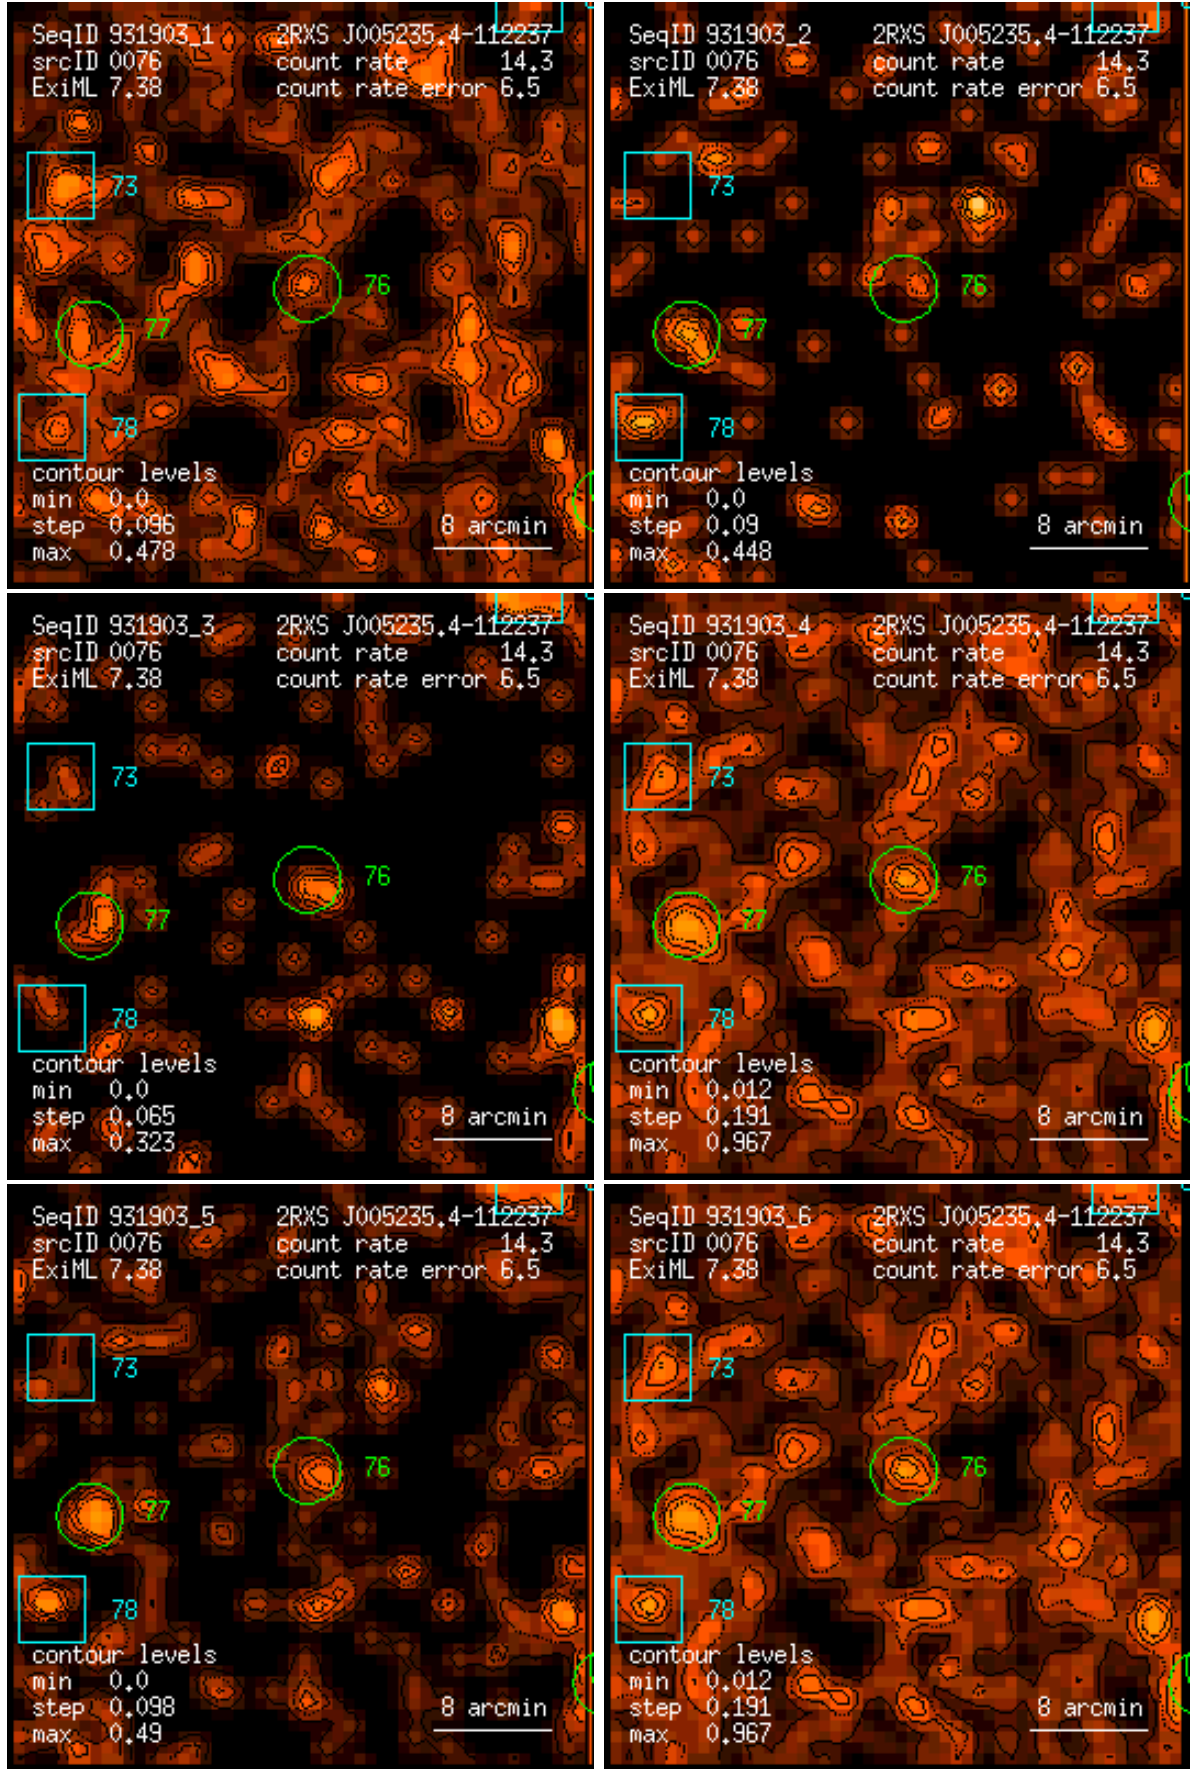 SeqID 931903_1 2RXS J005235.4-112237
srcID 0076 count rate 14.3
ExiML 7.38 count rate error 6.5
73
76
77
78
contour levels
min 0.0
step 0.096
max 0.478
8 arcmin
SeqID 931903_2 2RXS J005235.4-112237
srcID 0076 count rate 14.3
ExiML 7.38 count rate error 6.5
73
76
77
78
contour levels
min 0.0
step 0.09
max 0.448
8 arcmin
SeqID 931903_3 2RXS J005235.4-112237
srcID 0076 count rate 14.3
ExiML 7.38 count rate error 6.5
73
76
77
78
contour levels
min 0.0
step 0.065
max 0.323
8 arcmin
SeqID 931903_4 2RXS J005235.4-112237
srcID 0076 count rate 14.3
ExiML 7.38 count rate error 6.5
73
76
77
78
contour levels
min 0.012
step 0.191
max 0.967
8 arcmin
SeqID 931903_5 2RXS J005235.4-112237
srcID 0076 count rate 14.3
ExiML 7.38 count rate error 6.5
73
76
77
78
contour levels
min 0.0
step 0.098
max 0.49
8 arcmin
SeqID 931903_6 2RXS J005235.4-112237
srcID 0076 count rate 14.3
ExiML 7.38 count rate error 6.5
73
76
77
78
contour levels
min 0.012
step 0.191
max 0.967
8 arcmin